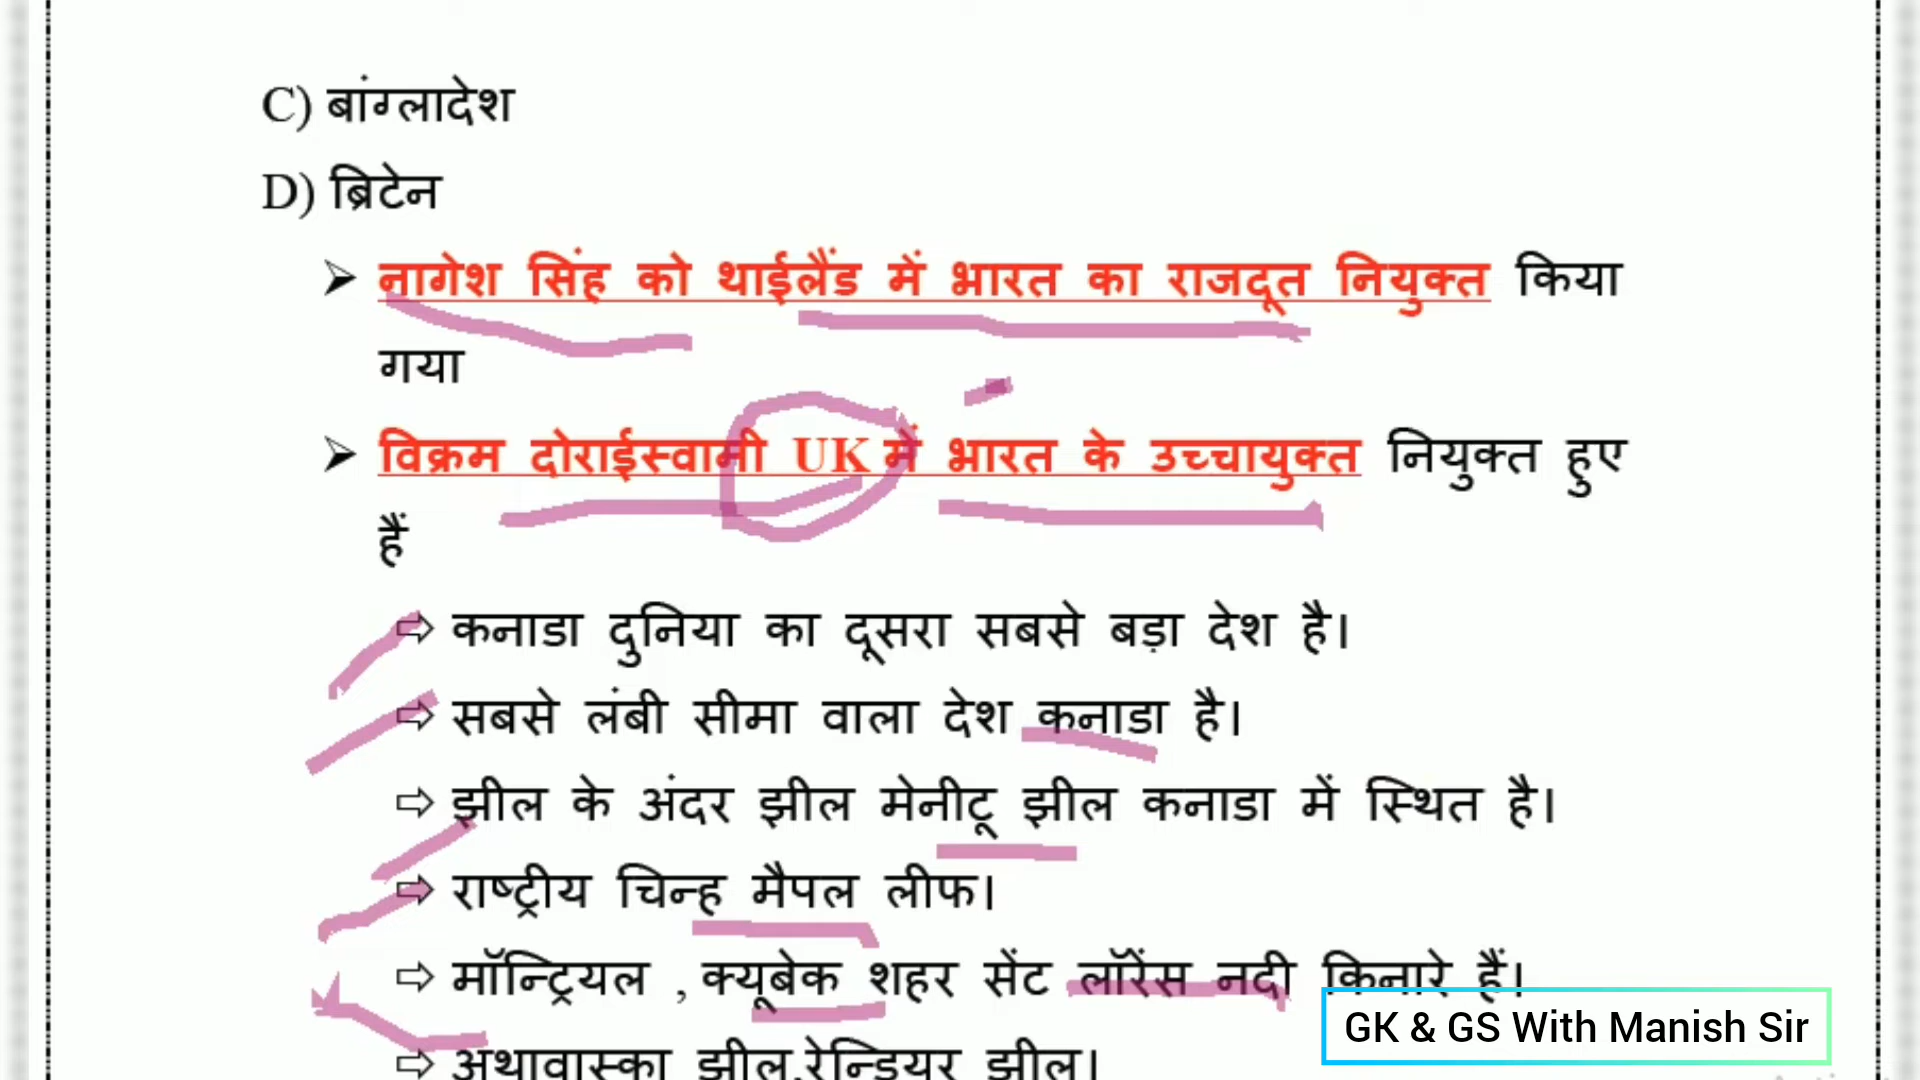 C) बांग्लादेश
D) ब्रिटेन
➢ नागेश सिंह को थाईलैंड में भारत का राजदूत नियुक्त किया
गया
➢ विक्रम दोराईस्वामी UK में भारत के उच्चायुक्त नियुक्त हुए
हैं
⇨ कनाडा दुनिया का दूसरा सबसे बड़ा देश है।
⇨ सबसे लंबी सीमा वाला देश कनाडा है।
⇨ झील के अंदर झील मेनीटू झील कनाडा में स्थित है।
⇨ राष्ट्रीय चिन्ह मैपल लीफ।
⇨ मॉन्ट्रियल , क्यूबेक शहर सेंट लॉरेंस नदी किनारे हैं।
GK & GS With Manish Sir
⇨ अथावास्का झील,रेन्डियर झील।